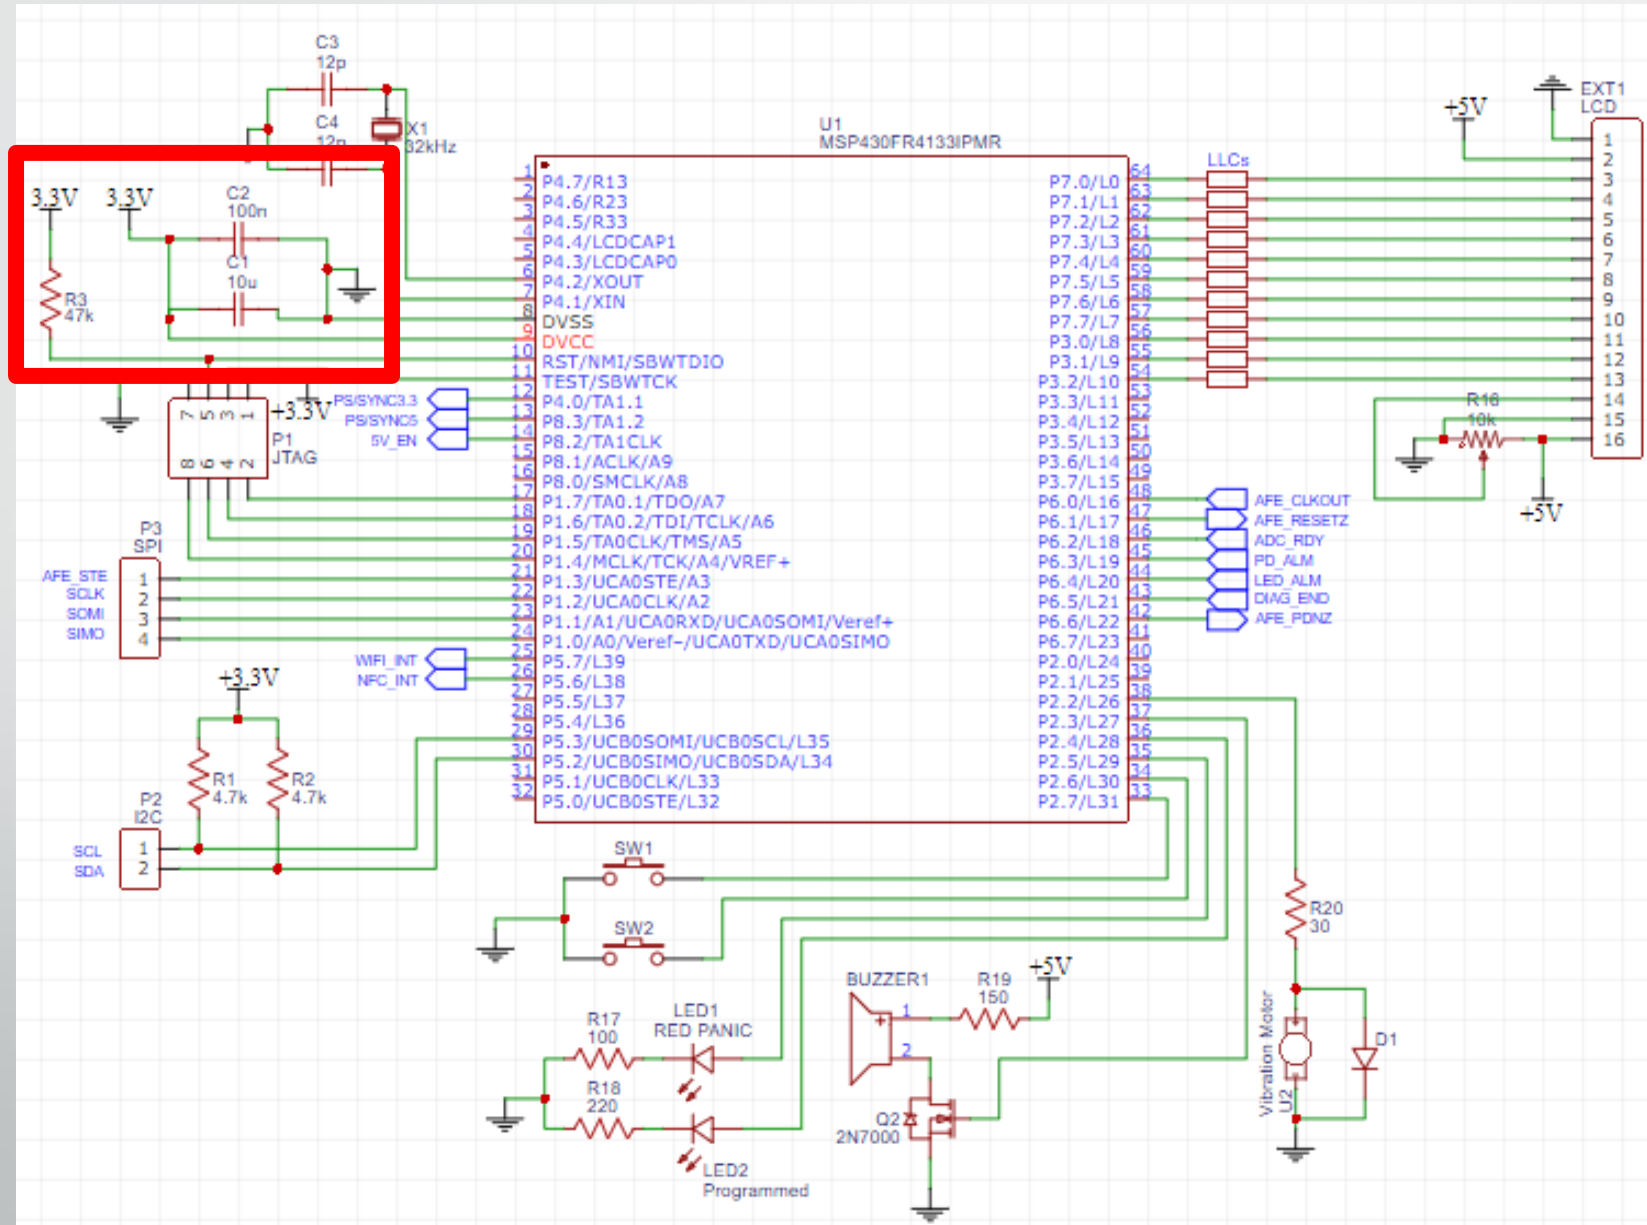 C3
12p
C4
12p
X1
32kHz
3.3V
3.3V
C2
100n
C1
10u
R3
47k
U1
MSP430FR4133IPMR
1
2
3
4
5
6
7
8
9
10
11
12
13
14
15
16
17
18
19
20
21
22
23
24
25
26
27
28
29
30
31
32
P4.7/R13
P4.6/R23
P4.5/R33
P4.4/LCDCAP1
P4.3/LCDCAP0
P4.2/XOUT
P4.1/XIN
DVSS
DVCC
RST/NMI/SBWTDIO
TEST/SBWTCK
P4.0/TA1.1
P8.3/TA1.2
P8.2/TA1CLK
P8.1/ACLK/A9
P8.0/SMCLK/A8
P1.7/TA0.1/TDO/A7
P1.6/TA0.2/TDI/TCLK/A6
P1.5/TA0CLK/TMS/A5
P1.4/MCLK/TCK/A4/VREF+
P1.3/UCA0STE/A3
P1.2/UCA0CLK/A2
P1.1/A1/UCA0RXD/UCA0SOMI/Veref+
P1.0/A0/Veref-/UCA0TXD/UCA0SIMO
P5.7/L39
P5.6/L38
P5.5/L37
P5.4/L36
P5.3/UCB0SOMI/UCB0SCL/L35
P5.2/UCB0SIMO/UCB0SDA/L34
P5.1/UCB0CLK/L33
P5.0/UCB0STE/L32
P7.0/L0
P7.1/L1
P7.2/L2
P7.3/L3
P7.4/L4
P7.5/L5
P7.6/L6
P7.7/L7
P3.0/L8
P3.1/L9
P3.2/L10
P3.3/L11
P3.4/L12
P3.5/L13
P3.6/L14
P3.7/L15
P6.0/L16
P6.1/L17
P6.2/L18
P6.3/L19
P6.4/L20
P6.5/L21
P6.6/L22
P6.7/L23
P2.0/L24
P2.1/L25
P2.2/L26
P2.3/L27
P2.4/L28
P2.5/L29
P2.6/L30
P2.7/L31
64
63
62
61
60
59
58
57
56
55
54
53
52
51
50
49
48
47
46
45
44
43
42
41
40
39
38
37
36
35
34
33
LLCs
+5V
EXT1
LCD
1
2
3
4
5
6
7
8
9
10
11
12
13
14
15
16
R16
10k
+5V
PS/SYNC3.3
PS/SYNC5
5V_EN
+3.3V
7 5 3 1
8 6 4 2
P1
JTAG
P3
SPI
AFE_STE
SCLK
SOMI
SIMO
1
2
3
4
WIFI_INT
NFC_INT
AFE_CLKOUT
AFE_RESETZ
ADC_RDY
PD_ALM
LED_ALM
DIAG_END
AFE_PDNZ
+3.3V
R1
4.7k
R2
4.7k
P2
I2C
SCL
SDA
1
2
SW1
SW2
LED1
RED PANIC
R17
100
R18
220
LED2
Programmed
BUZZER1
1
2
R19
150
+5V
Q2
2N7000
R20
30
Vibration Motor
U2
D1